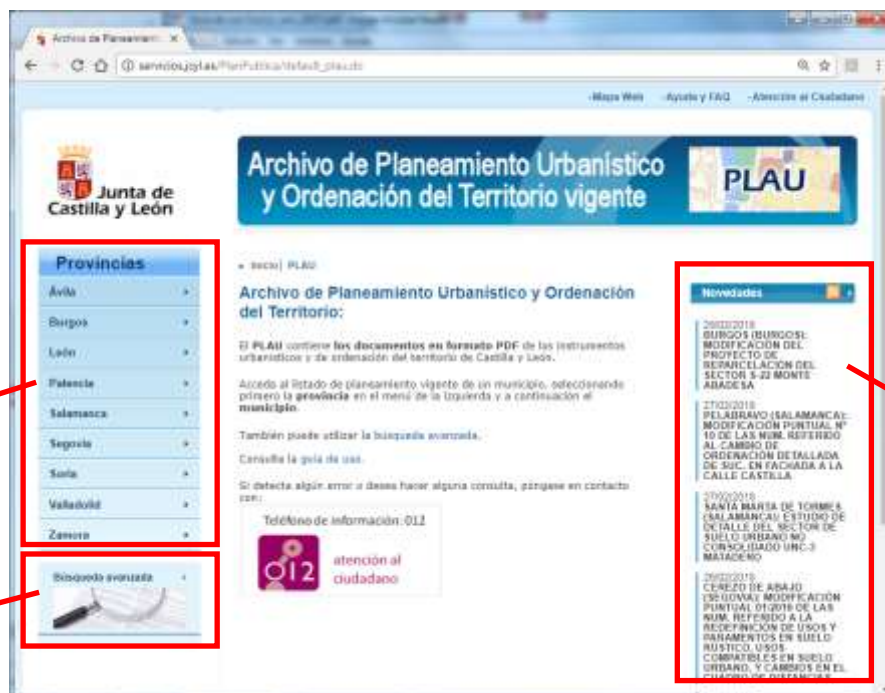 Archivo de Planeamien
servicios.jcyl.es/PlanPublica/default_plau.do
-Mapa Web -Ayuda y FAQ -Atención al Ciudadano
Junta de
Castilla y León
Archivo de Planeamiento Urbanístico
y Ordenación del Territorio vigente
PLAU
Provincias
Ávila
Burgos
León
Palencia
Salamanca
Segovia
Soria
Valladolid
Zamora
Búsqueda avanzada
Inicio| PLAU
Archivo de Planeamiento Urbanístico y Ordenación
del Territorio:
El PLAU contiene los documentos en formato PDF de los instrumentos
urbanísticos y de ordenación del territorio de Castilla y León.
Acceda al listado de planeamiento vigente de un municipio, seleccionando
primero la provincia en el menú de la izquierda y a continuación el
municipio.
También puede utilizar la búsqueda avanzada.
Consulte la guía de uso.
Si detecta algún error o desea hacer alguna consulta, póngase en contacto
con:
Teléfono de información: 012
012
atención al
ciudadano
Novedades
28/02/2018
BURGOS (BURGOS):
MODIFICACIÓN DEL
PROYECTO DE
REPARCELACIÓN DEL
SECTOR S-22 MONTE
ABADESA
27/02/2018
PELABRAVO (SALAMANCA):
MODIFICACIÓN PUNTUAL Nº
10 DE LAS NUM. REFERIDO
AL CAMBIO DE
ORDENACIÓN DETALLADA
DE SUC. EN FACHADA A LA
CALLE CASTILLA
27/02/2018
SANTA MARTA DE TORMES
(SALAMANCA): ESTUDIO DE
DETALLE DEL SECTOR DE
SUELO URBANO NO
CONSOLIDADO UNC-3
MATADERO
26/02/2018
CEREZO DE ABAJO
(SEGOVIA): MODIFICACIÓN
PUNTUAL 01/2016 DE LAS
NUM. REFERIDO A LA
REDEFINICIÓN DE USOS Y
PARÁMETROS EN SUELO
RÚSTICO, USOS
COMPATIBLES EN SUELO
URBANO, Y CAMBIOS EN EL
CUADRO DE DISTANCIAS